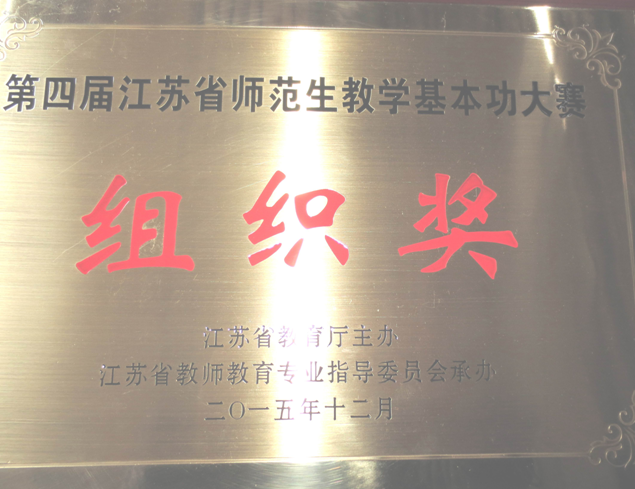 第四届江苏省师范生教学基本功大赛
组织奖
江苏省教育厅主办
江苏省教师教育专业指导委员会承办
二〇一五年十二月